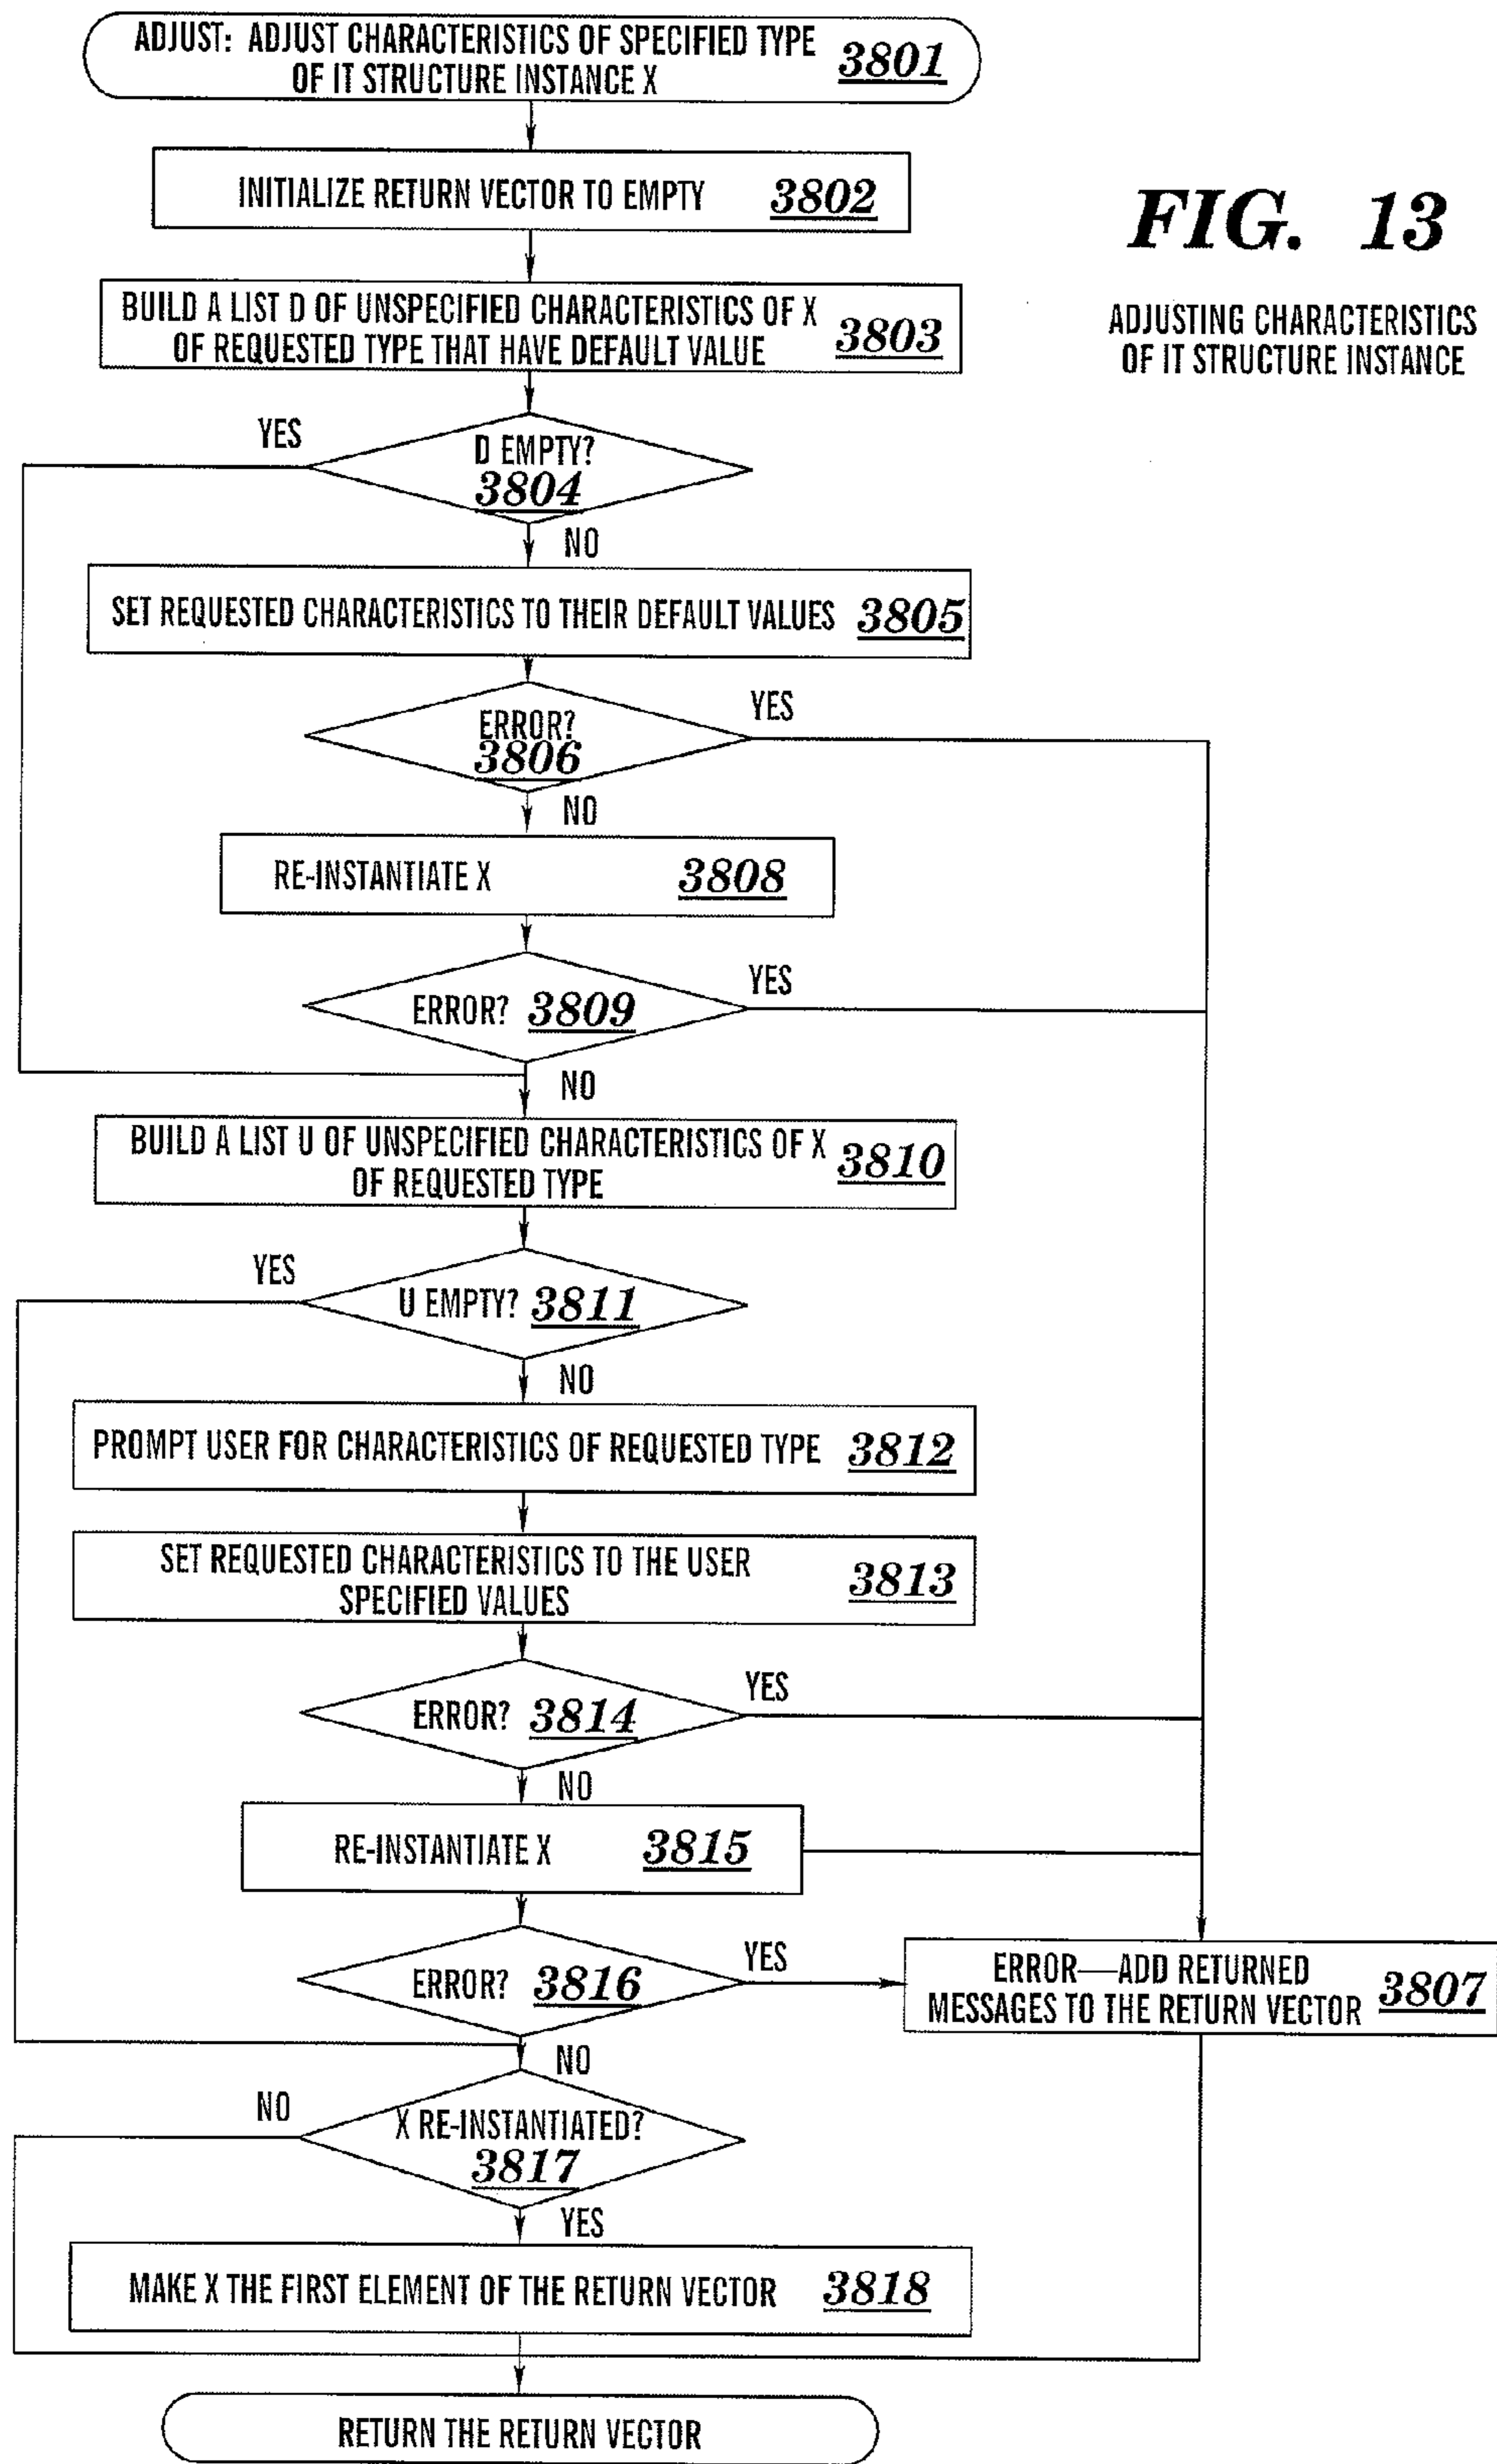 ADJUST: ADJUST CHARACTERISTICS OF SPECIFIED TYPE
OF IT STRUCTURE INSTANCE X
3801
INITIALIZE RETURN VECTOR TO EMPTY 3802
FIG. 13
ADJUSTING CHARACTERISTICS
OF IT STRUCTURE INSTANCE
BUILD A LIST D OF UNSPECIFIED CHARACTERISTICS OF X
OF REQUESTED TYPE THAT HAVE DEFAULT VALUE
3803
YES
D EMPTY?
3804
NO
SET REQUESTED CHARACTERISTICS TO THEIR DEFAULT VALUES 3805
YES
ERROR?
3806
NO
RE-INSTANTIATE X 3808
YES
ERROR? 3809
NO
BUILD A LIST U OF UNSPECIFIED CHARACTERISTICS OF X
OF REQUESTED TYPE
3810
YES
U EMPTY? 3811
NO
PROMPT USER FOR CHARACTERISTICS OF REQUESTED TYPE 3812
SET REQUESTED CHARACTERISTICS TO THE USER
SPECIFIED VALUES
3813
YES
ERROR? 3814
NO
RE-INSTANTIATE X 3815
YES
ERROR? 3816
ERROR—ADD RETURNED
MESSAGES TO THE RETURN VECTOR
3807
NO
NO
X RE-INSTANTIATED?
3817
YES
MAKE X THE FIRST ELEMENT OF THE RETURN VECTOR 3818
RETURN THE RETURN VECTOR